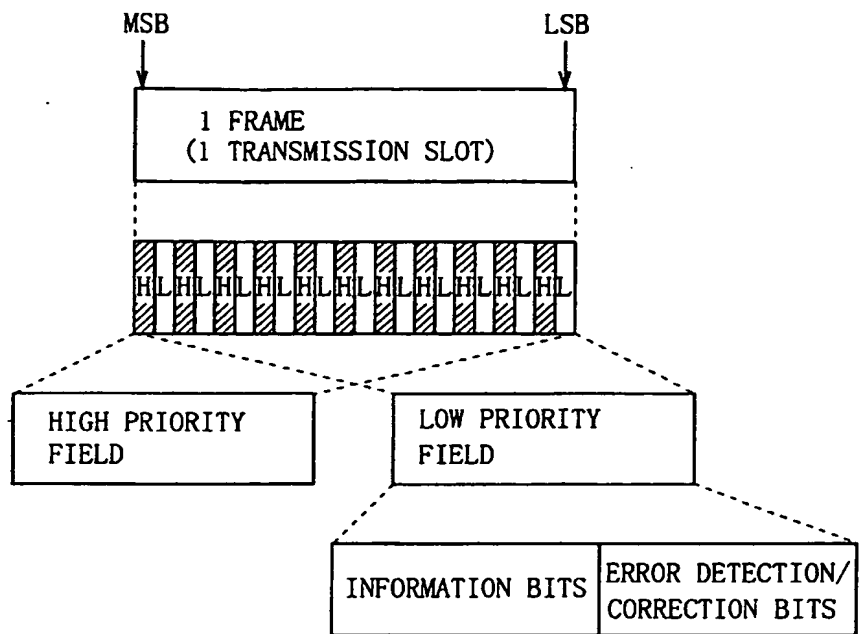 MSB LSB
1 FRAME
(1 TRANSMISSION SLOT)
H L H L H L H L H L H L H L H L H L H L H L
HIGH PRIORITY
FIELD
LOW PRIORITY
FIELD
INFORMATION BITS
ERROR DETECTION/
CORRECTION BITS